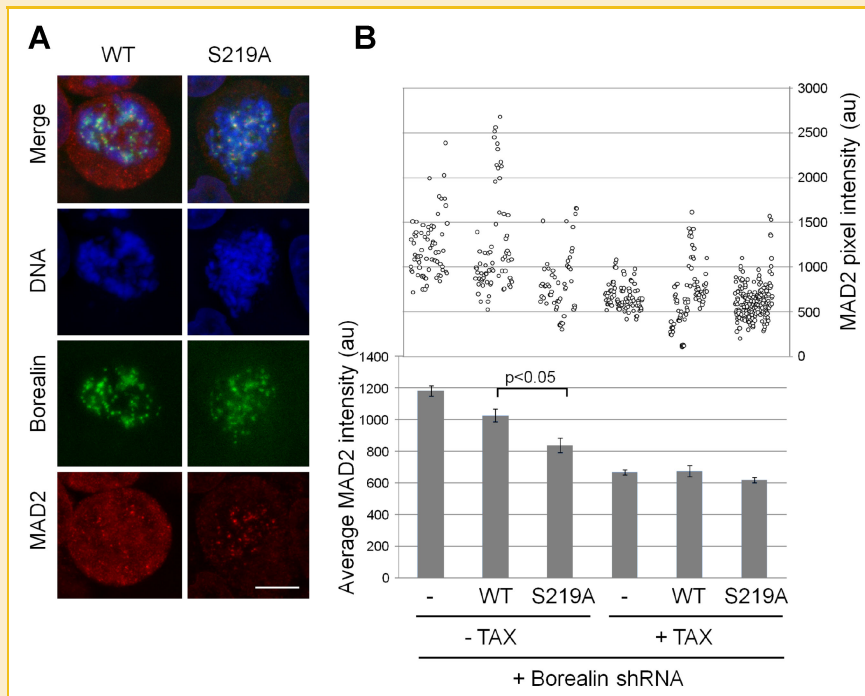 A
WT S219A
Merge
DNA
Borealin
MAD2
B
3000
2500
2000
1500
1000
500
0
MAD2 pixel intensity (au)
1400
1200
1000
800
600
400
200
0
Average MAD2 intensity (au)
p<0.05
- WT S219A - WT S219A
- TAX + TAX
+ Borealin shRNA